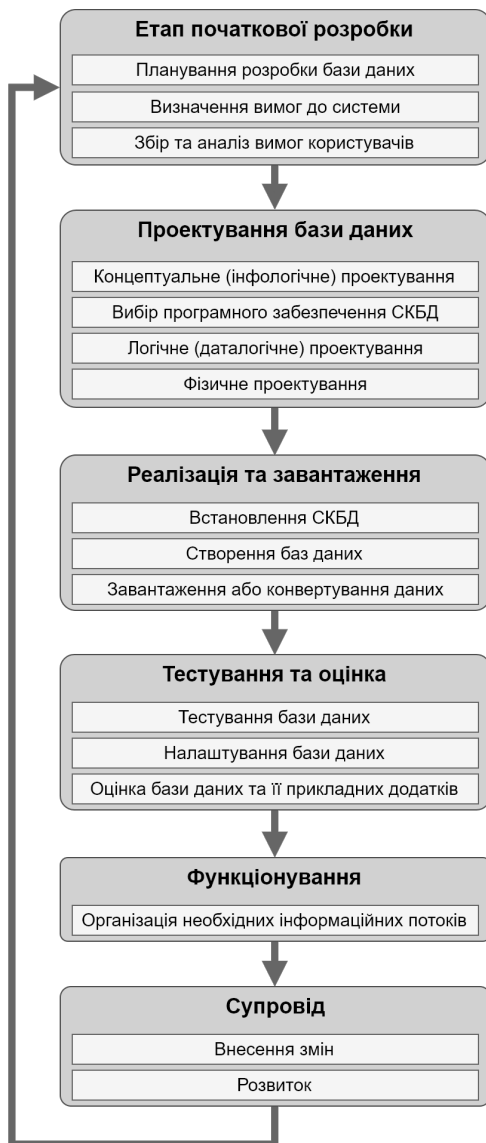 Етап початкової розробки
Планування розробки бази даних
Визначення вимог до системи
Збір та аналіз вимог користувачів
Проектування бази даних
Концептуальне (інфологічне) проектування
Вибір програмного забезпечення СКБД
Логічне (даталогічне) проектування
Фізичне проектування
Реалізація та завантаження
Встановлення СКБД
Створення баз даних
Завантаження або конвертування даних
Тестування та оцінка
Тестування бази даних
Налаштування бази даних
Оцінка бази даних та її прикладних додатків
Функціонування
Організація необхідних інформаційних потоків
Супровід
Внесення змін
Розвиток